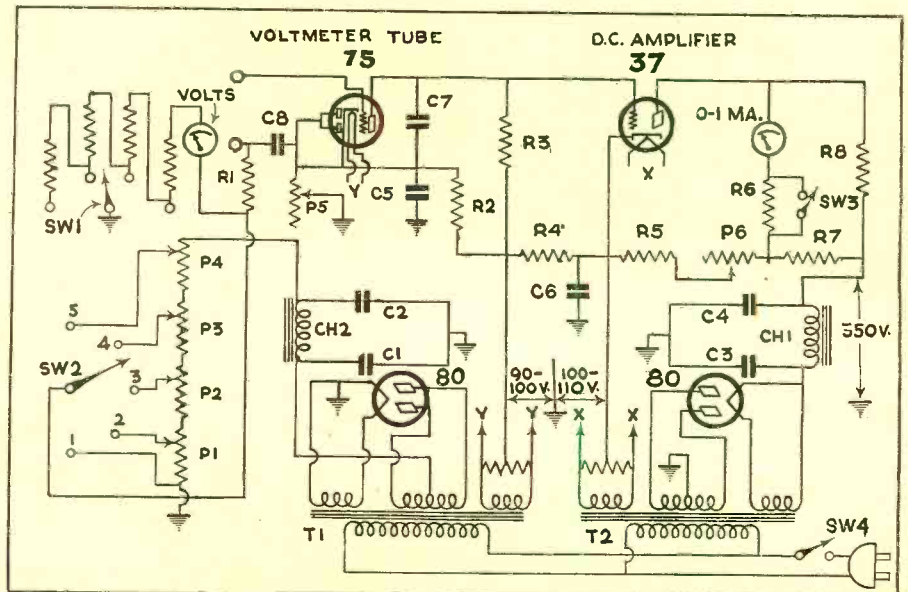 VOLTMETER TUBE
75
D.C. AMPLIFIER
37
VOLTS
C8
C7
0-1 MA.
R3
R8
R1
Y
X
R6
SW3
SW1
P5
C5
R2
R4
R5
P6
R7
P4
C6
5
C2
C4
P3
CH2
CH1
550V.
4
SW2
C1
C3
3
P2
80
90-
100V.
100-
110V.
80
2
Y
Y
X
X
1
P1
T1
T2
SW4